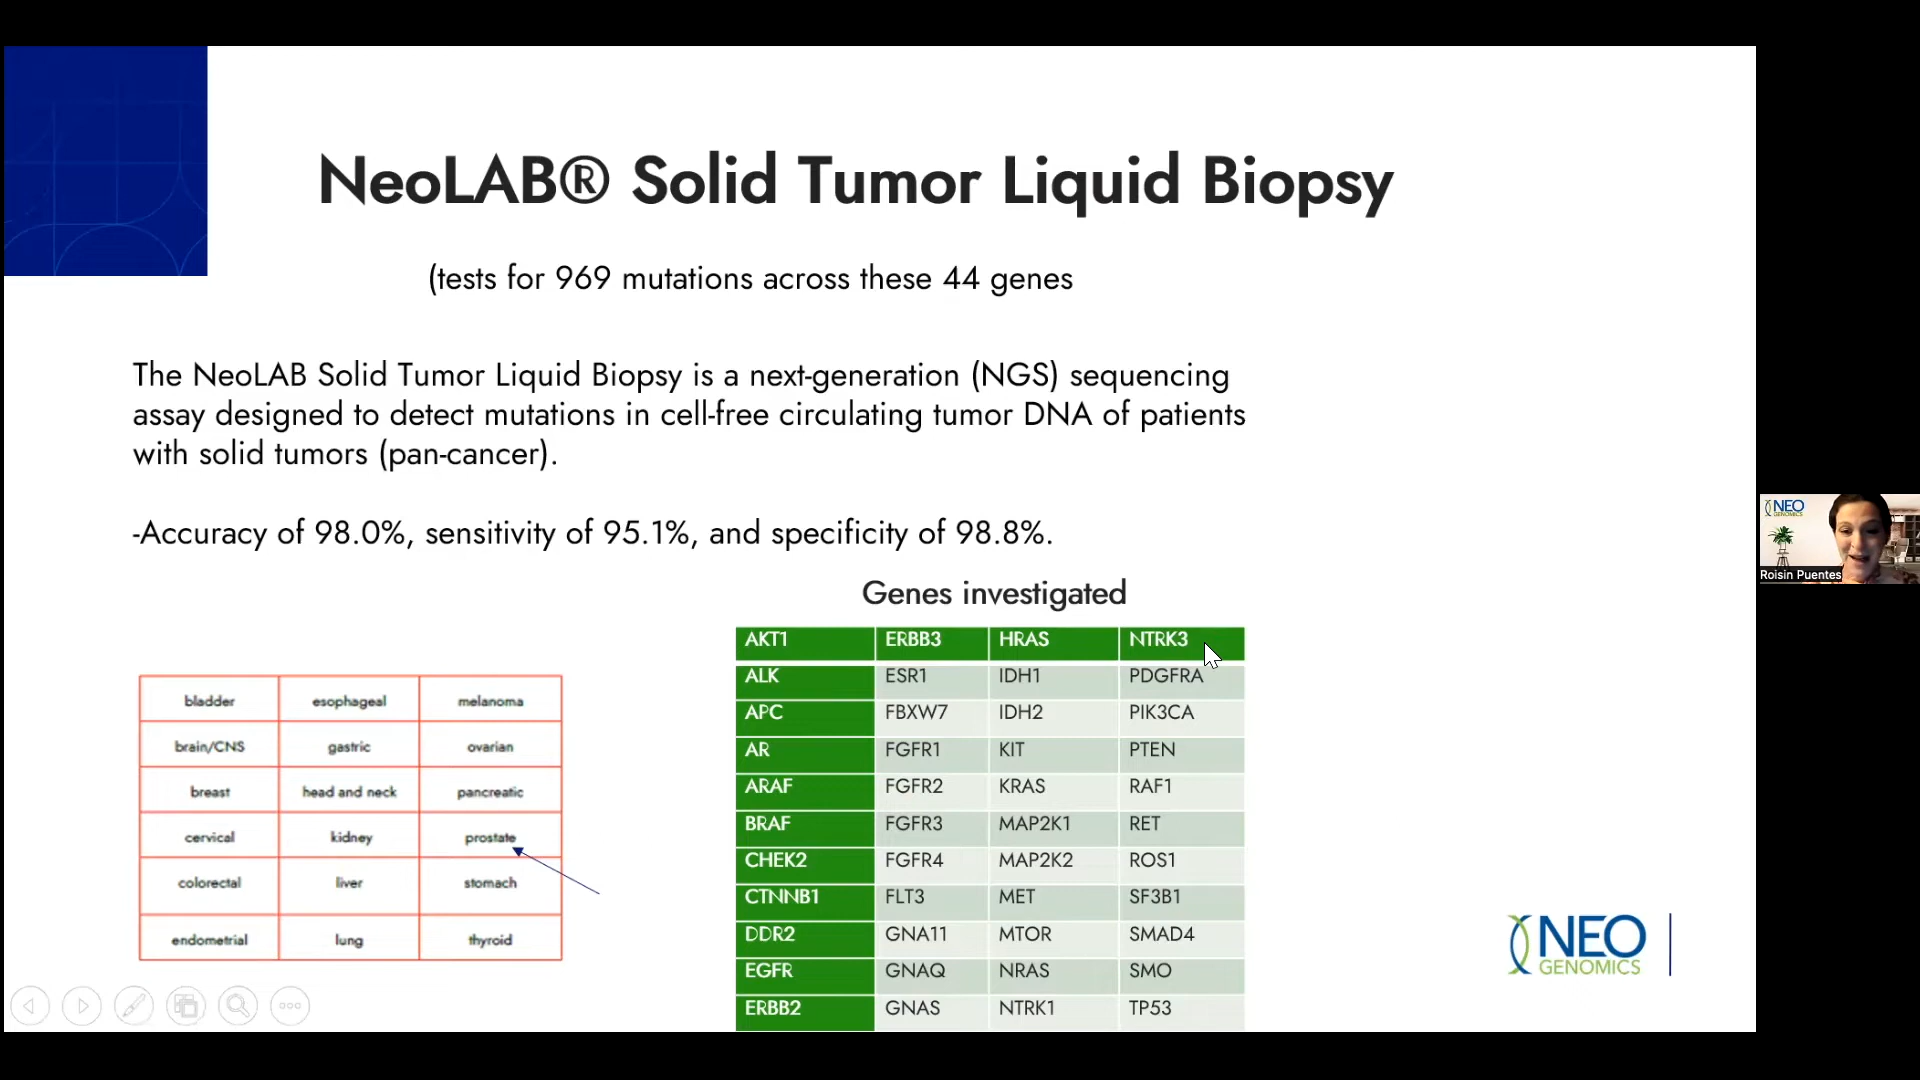 NeoLAB® Solid Tumor Liquid Biopsy
(tests for 969 mutations across these 44 genes
The NeoLAB Solid Tumor Liquid Biopsy is a next-generation (NGS) sequencing
assay designed to detect mutations in cell-free circulating tumor DNA of patients
with solid tumors (pan-cancer).
-Accuracy of 98.0%, sensitivity of 95.1%, and specificity of 98.8%.
bladder esophageal melanoma
brain/CNS gastric ovarian
breast head and neck pancreatic
cervical kidney prostate
colorectal liver stomach
endometrial lung thyroid
Genes investigated
AKT1 ERBB3 HRAS NTRK3
ALK ESR1 IDH1 PDGFRA
APC FBXW7 IDH2 PIK3CA
AR FGFR1 KIT PTEN
ARAF FGFR2 KRAS RAF1
BRAF FGFR3 MAP2K1 RET
CHEK2 FGFR4 MAP2K2 ROS1
CTNNB1 FLT3 MET SF3B1
DDR2 GNA11 MTOR SMAD4
EGFR GNAQ NRAS SMO
ERBB2 GNAS NTRK1 TP53
NEO
GENOMICS
NEO
GENOMICS
Roisin Puentes